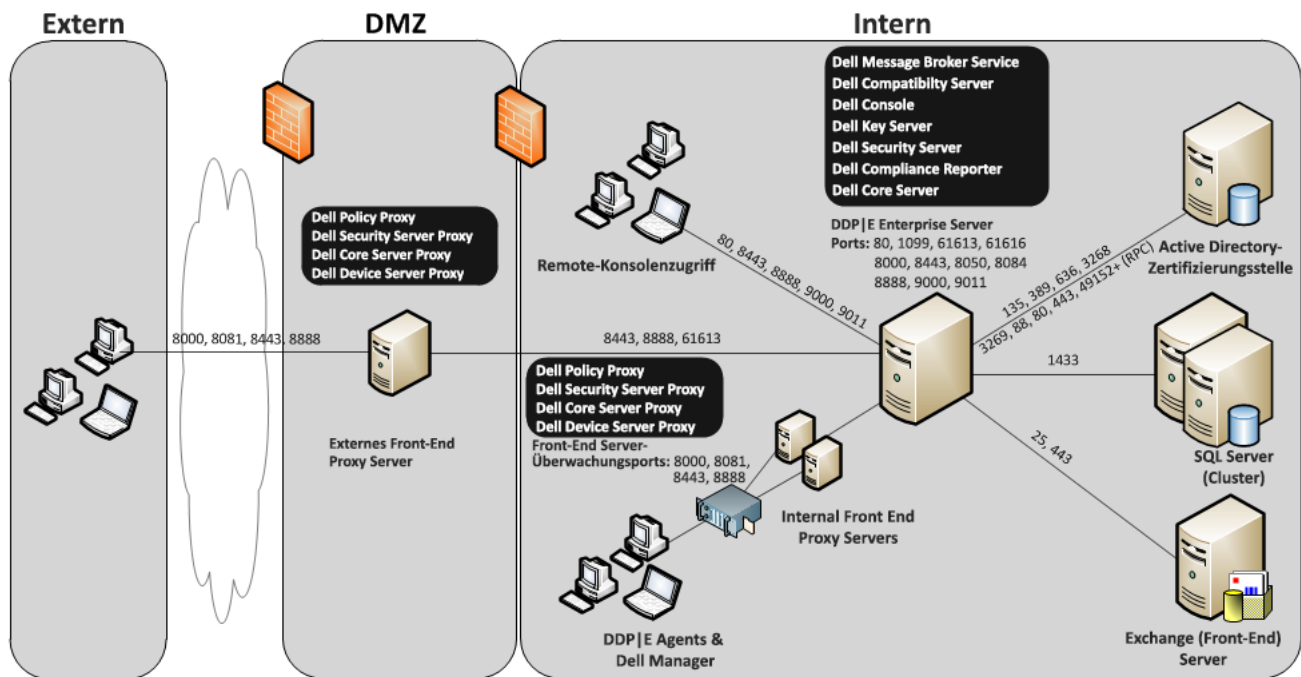 Extern
DMZ
Intern
Dell Message Broker Service
Dell Compatibilty Server
Dell Console
Dell Key Server
Dell Security Server
Dell Compliance Reporter
Dell Core Server
DDP|E Enterprise Server
Ports: 80, 1099, 61613, 61616
8000, 8443, 8050, 8084
8888, 9000, 9011
Dell Policy Proxy
Dell Security Server Proxy
Dell Core Server Proxy
Dell Device Server Proxy
Remote-Konsolenzugriff
80, 8443, 8888, 9000, 9011
135, 389, 636, 3268
3269, 88, 80, 443, 49152+ (RPC)
Active Directory-
Zertifizierungsstelle
8000, 8081, 8443, 8888
8443, 8888, 61613
1433
Externes Front-End
Proxy Server
Dell Policy Proxy
Dell Security Server Proxy
Dell Core Server Proxy
Dell Device Server Proxy
Front-End Server-
Überwachungsports: 8000, 8081,
8443, 8888
Internal Front End
Proxy Servers
25, 443
SQL Server
(Cluster)
DDP|E Agents &
Dell Manager
Exchange (Front-End)
Server